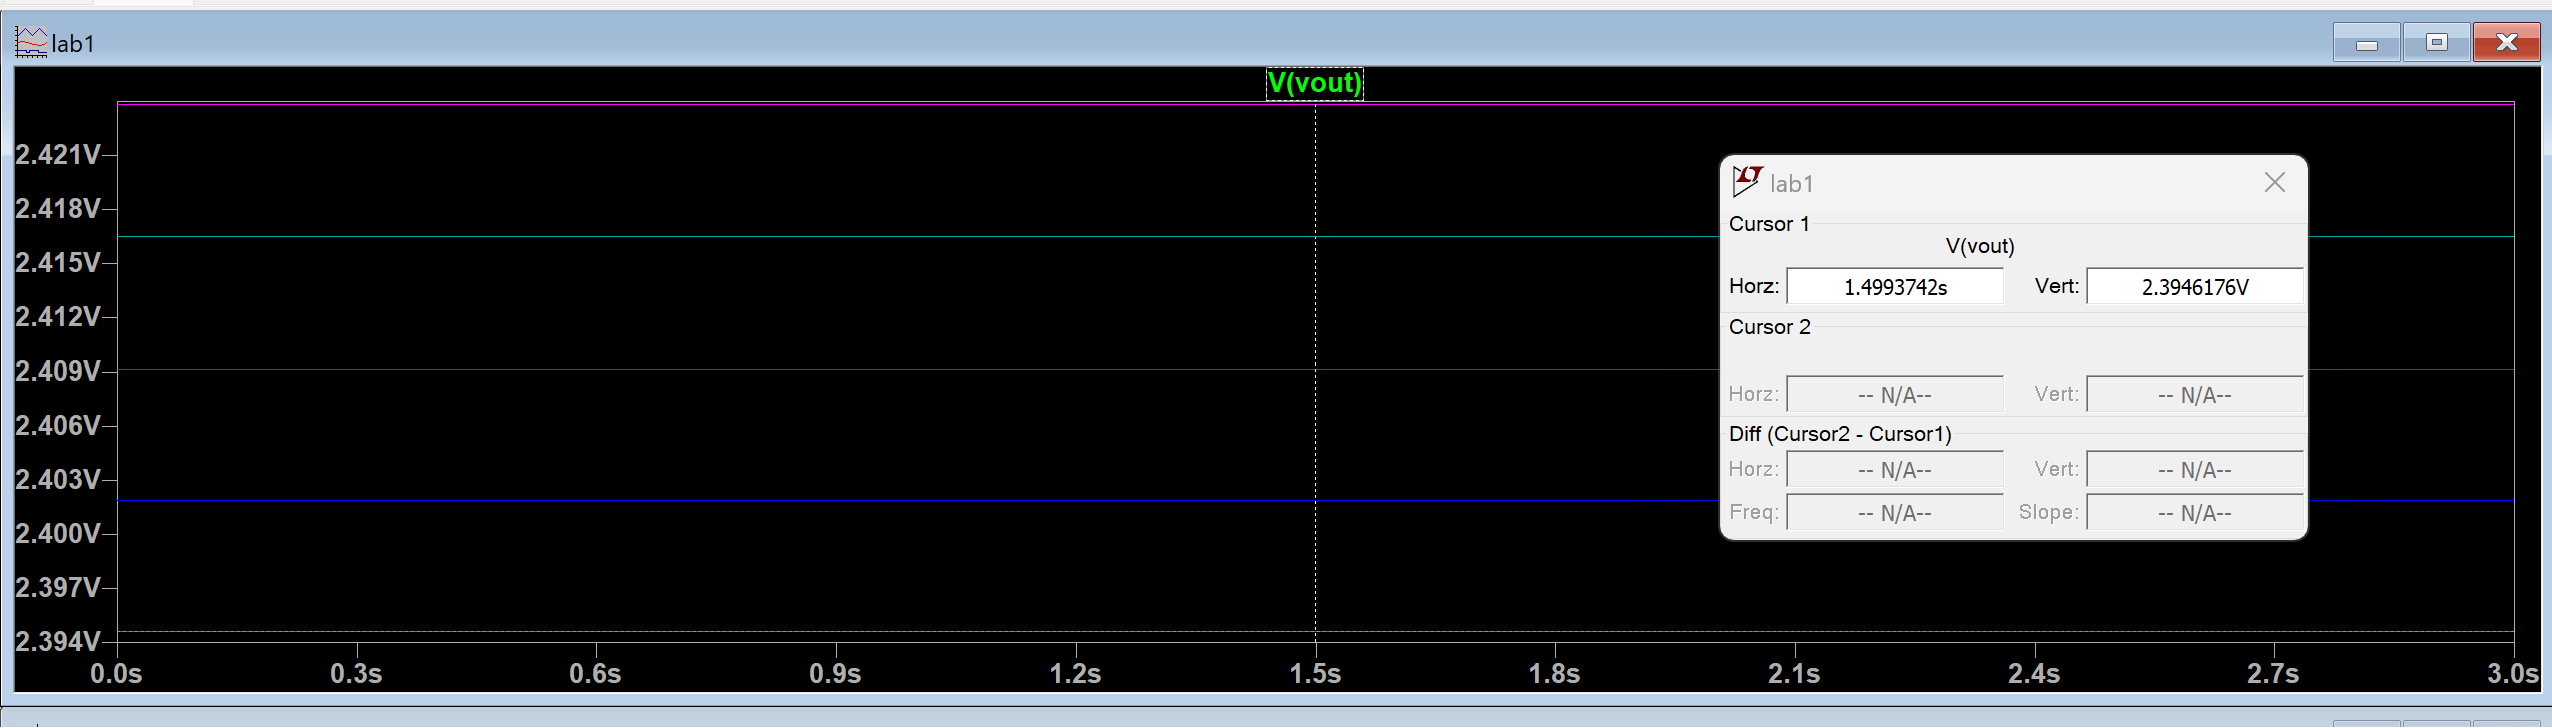 lab1
V(vout)
2.421V
2.418V
2.415V
2.412V
2.409V
2.406V
2.403V
2.400V
2.397V
2.394V
0.0s 0.3s 0.6s 0.9s 1.2s 1.5s 1.8s 2.1s 2.4s 2.7s 3.0s
lab1
Cursor 1
V(vout)
Horz: 1.4993742s Vert: 2.3946176V
Cursor 2
Horz: -- N/A-- Vert: -- N/A--
Diff (Cursor2 - Cursor1)
Horz: -- N/A-- Vert: -- N/A--
Freq: -- N/A-- Slope: -- N/A--